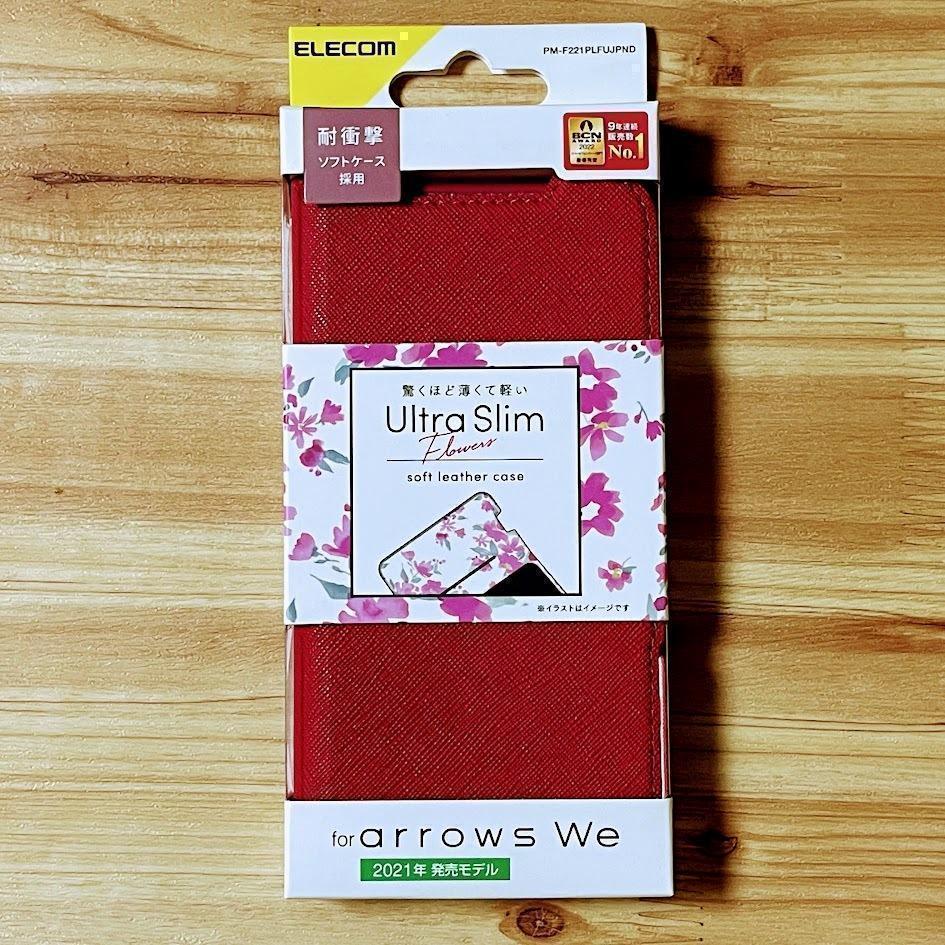 ELECOM
PM-F221PLFUJPND
耐衝撃
ソフトケース
採用
BCN
AWARD
2022
9年連続
販売数
No.1
驚くほど薄くて軽い
Ultra Slim
Flowers
soft leather case
※イラストはイメージです
for arrows We
2021年 発売モデル